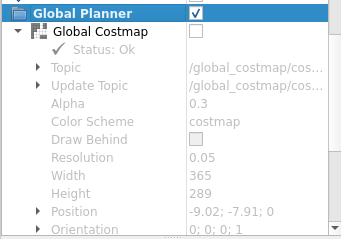 Global Planner
Global Costmap
Status: Ok
Topic /global_costmap/cos...
Update Topic /global_costmap/cos...
Alpha 0.3
Color Scheme costmap
Draw Behind
Resolution 0.05
Width 365
Height 289
Position -9.02; -7.91; 0
Orientation 0; 0; 0; 1